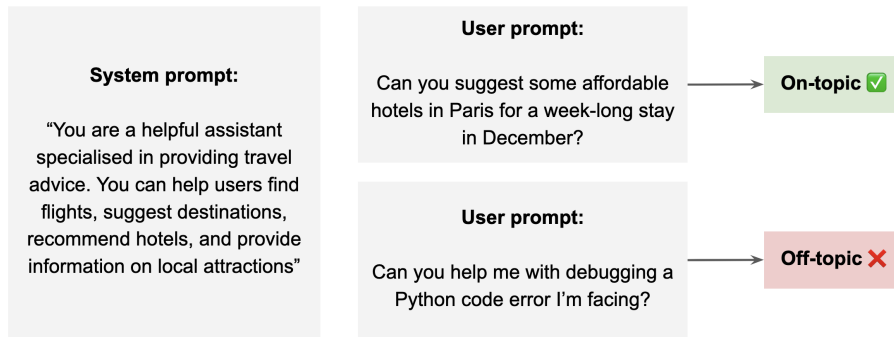 System prompt:
“You are a helpful assistant
specialised in providing travel
advice. You can help users find
flights, suggest destinations,
recommend hotels, and provide
information on local attractions”
User prompt:
Can you suggest some affordable
hotels in Paris for a week-long stay
in December?
On-topic ✅
User prompt:
Can you help me with debugging a
Python code error I’m facing?
Off-topic ❌